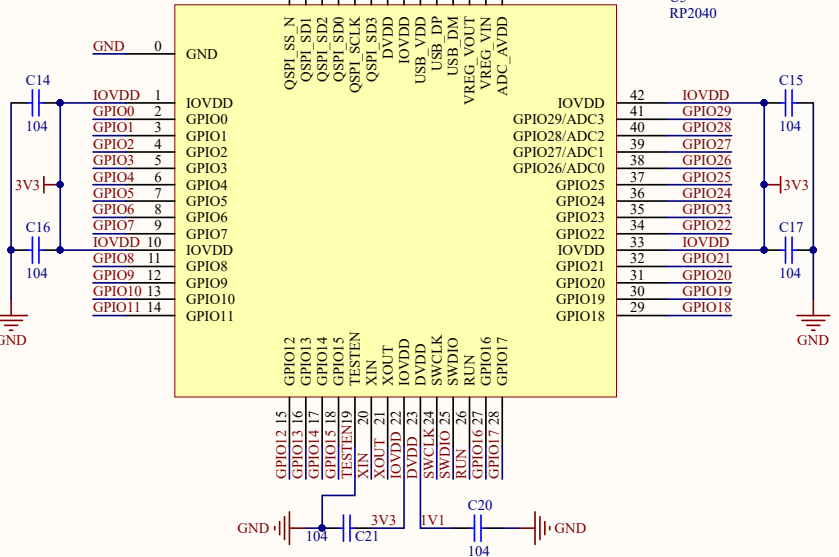 RP2040
QSPI_SS_N
QSPI_SD1
QSPI_SD2
QSPI_SD0
QSPI_SCLK
QSPI_SD3
DVDD
IOVDD
USB_VDD
USB_DP
USB_DM
VREG_VOUT
VREG_VIN
ADC_AVDD
GND 0 GND
C14
104
IOVDD 1 IOVDD
GPIO0 2 GPIO0
GPIO1 3 GPIO1
GPIO2 4 GPIO2
GPIO3 5 GPIO3
3V3
GPIO4 6 GPIO4
GPIO5 7 GPIO5
GPIO6 8 GPIO6
GPIO7 9 GPIO7
C16
104
IOVDD 10 IOVDD
GPIO8 11 GPIO8
GPIO9 12 GPIO9
GPIO10 13 GPIO10
GPIO11 14 GPIO11
GND
IOVDD 42 IOVDD
GPIO29/ADC3 41 GPIO29
GPIO28/ADC2 40 GPIO28
GPIO27/ADC1 39 GPIO27
GPIO26/ADC0 38 GPIO26
GPIO25 37 GPIO25
GPIO24 36 GPIO24
GPIO23 35 GPIO23
GPIO22 34 GPIO22
IOVDD 33 IOVDD
GPIO21 32 GPIO21
GPIO20 31 GPIO20
GPIO19 30 GPIO19
GPIO18 29 GPIO18
C15
104
3V3
C17
104
GND
GPIO12 15 GPIO12
GPIO13 16 GPIO13
GPIO14 17 GPIO14
GPIO15 18 GPIO15
TESTEN 19 TESTEN
XIN 20 XIN
XOUT 21 XOUT
IOVDD 22 IOVDD
DVDD 23 DVDD
SWCLK 24 SWCLK
SWDIO 25 SWDIO
RUN 26 RUN
GPIO16 27 GPIO16
GPIO17 28 GPIO17
GND
104
C21
3V3
1V1
C20
104
GND